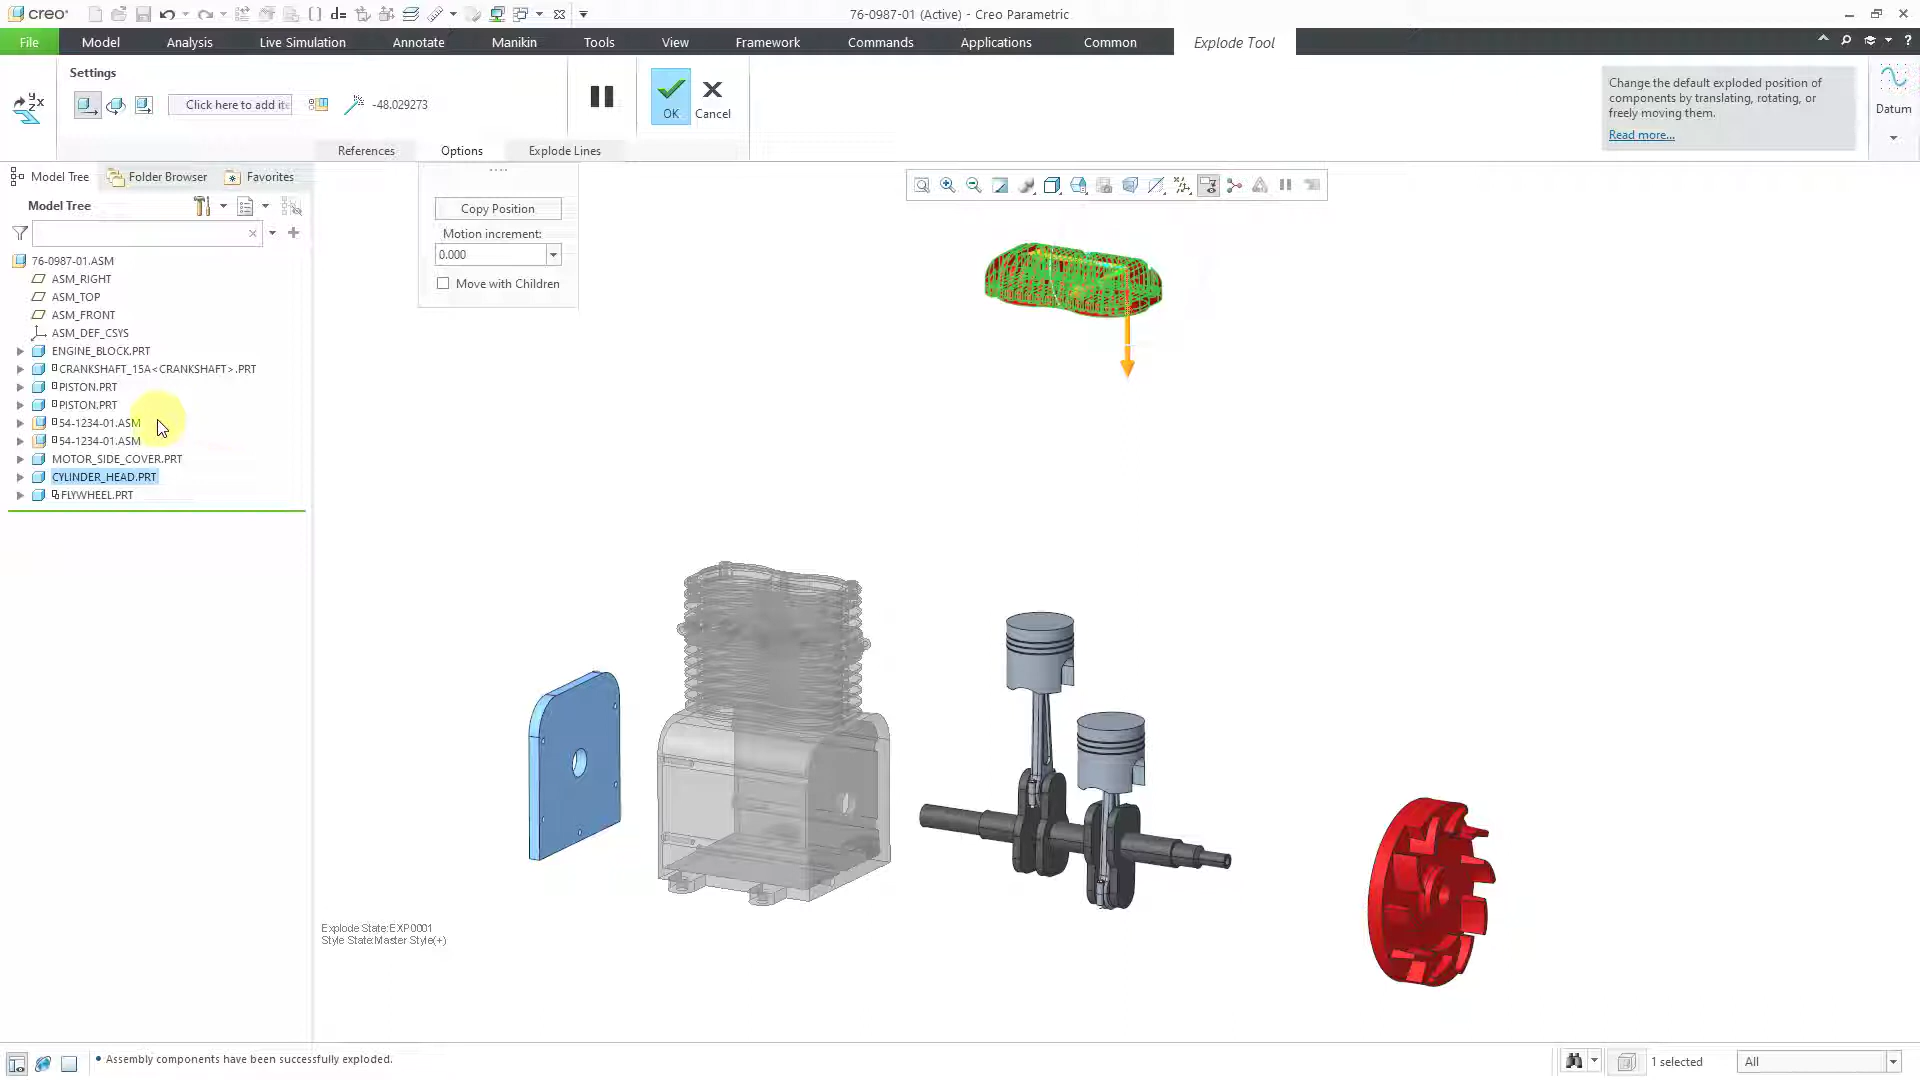 creo
d=
76-0987-01 (Active) - Creo Parametric
File
Model
Analysis
Live Simulation
Annotate
Manikin
Tools
View
Framework
Commands
Applications
Common
Explode Tool
?
Settings
Click here to add ite
-48.029273
OK
Cancel
References
Options
Explode Lines
Change the default exploded position of
components by translating, rotating, or
freely moving them.
Read more...
Datum
Model Tree
Folder Browser
Favorites
Model Tree
76-0987-01.ASM
ASM_RIGHT
ASM_TOP
ASM_FRONT
ASM_DEF_CSYS
ENGINE_BLOCK.PRT
CRANKSHAFT_15A<CRANKSHAFT>.PRT
PISTON.PRT
PISTON.PRT
54-1234-01.ASM
54-1234-01.ASM
MOTOR_SIDE_COVER.PRT
CYLINDER_HEAD.PRT
FLYWHEEL.PRT
Copy Position
Motion increment:
0.000
Move with Children
Explode State:EXP0001
Style State:Master Style(+)
Assembly components have been successfully exploded.
1 selected
All